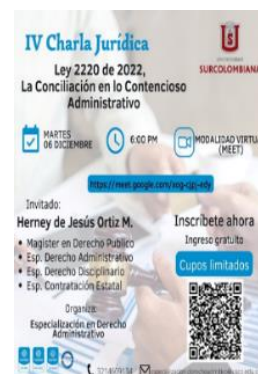 IV Charla Jurídica
SURCOLOMBIANA
Ley 2220 de 2022,
La Conciliación en lo Contencioso
Administrativo
MARTES
06 DICIEMBRE
6:00 PM
MODALIDAD VIRTUAL
(MEET)
Invitado:
Herney de Jesús Ortiz M.
Magister en Derecho Público
Esp. Derecho Administrativo
Esp. Derecho Disciplinario
Esp. Contratación Estatal
Inscríbete ahora
Ingreso gratuito
Cupos limitados
Organiza:
Especialización en Derecho
Administrativo